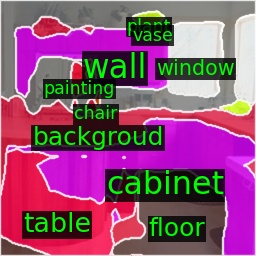 plant
vase
wall
window
painting
chair
backgroud
cabinet
table
floor